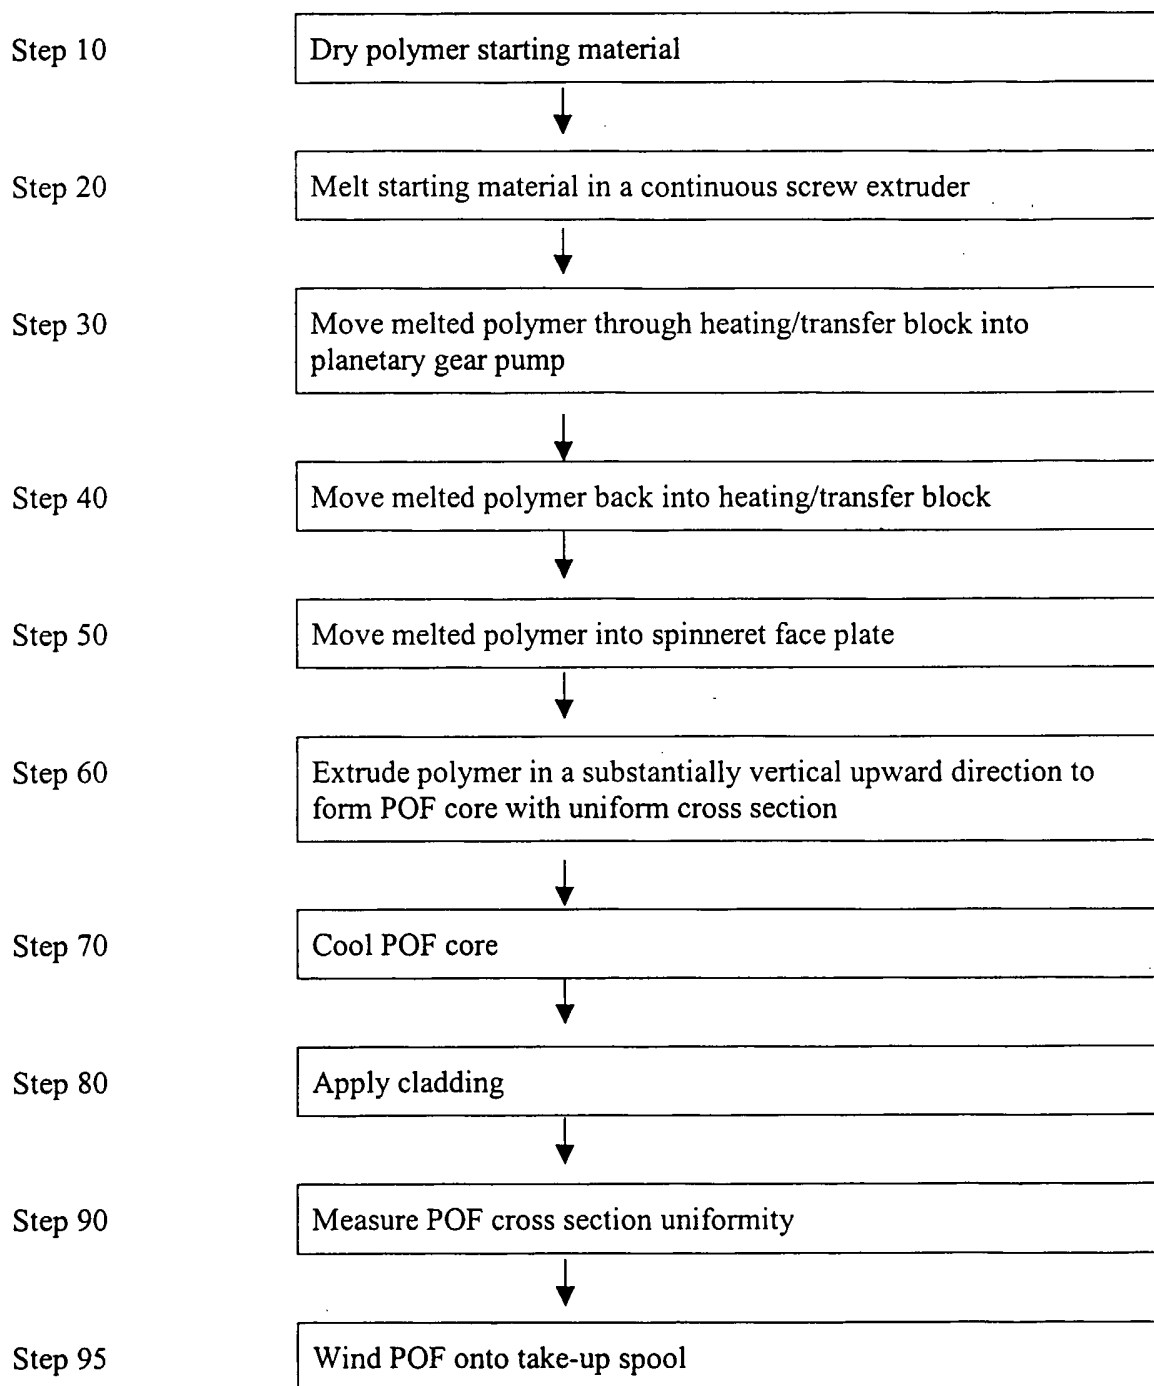 Step 10
Dry polymer starting material
Step 20
Melt starting material in a continuous screw extruder
Step 30
Move melted polymer through heating/transfer block into
planetary gear pump
Step 40
Move melted polymer back into heating/transfer block
Step 50
Move melted polymer into spinneret face plate
Step 60
Extrude polymer in a substantially vertical upward direction to
form POF core with uniform cross section
Step 70
Cool POF core
Step 80
Apply cladding
Step 90
Measure POF cross section uniformity
Step 95
Wind POF onto take-up spool